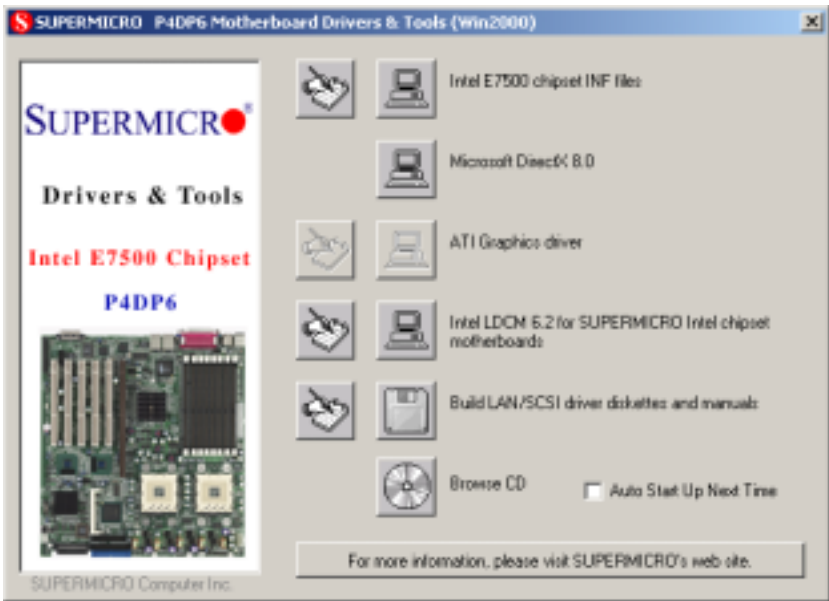 SUPERMICRO P4DP6 Motherboard Drivers & Tools (Win2000)
SUPERMICRO®
Drivers & Tools
Intel E7500 Chipset
P4DP6
SUPERMICRO Computer Inc.
Intel E7500 chipset INF files
Microsoft DirectX 8.0
ATI Graphics driver
Intel LDCM 6.2 for SUPERMICRO Intel chipset
motherboards
Build LAN/SCSI driver diskettes and manuals
Browse CD
Auto Start Up Next Time
For more information, please visit SUPERMICRO's web site.